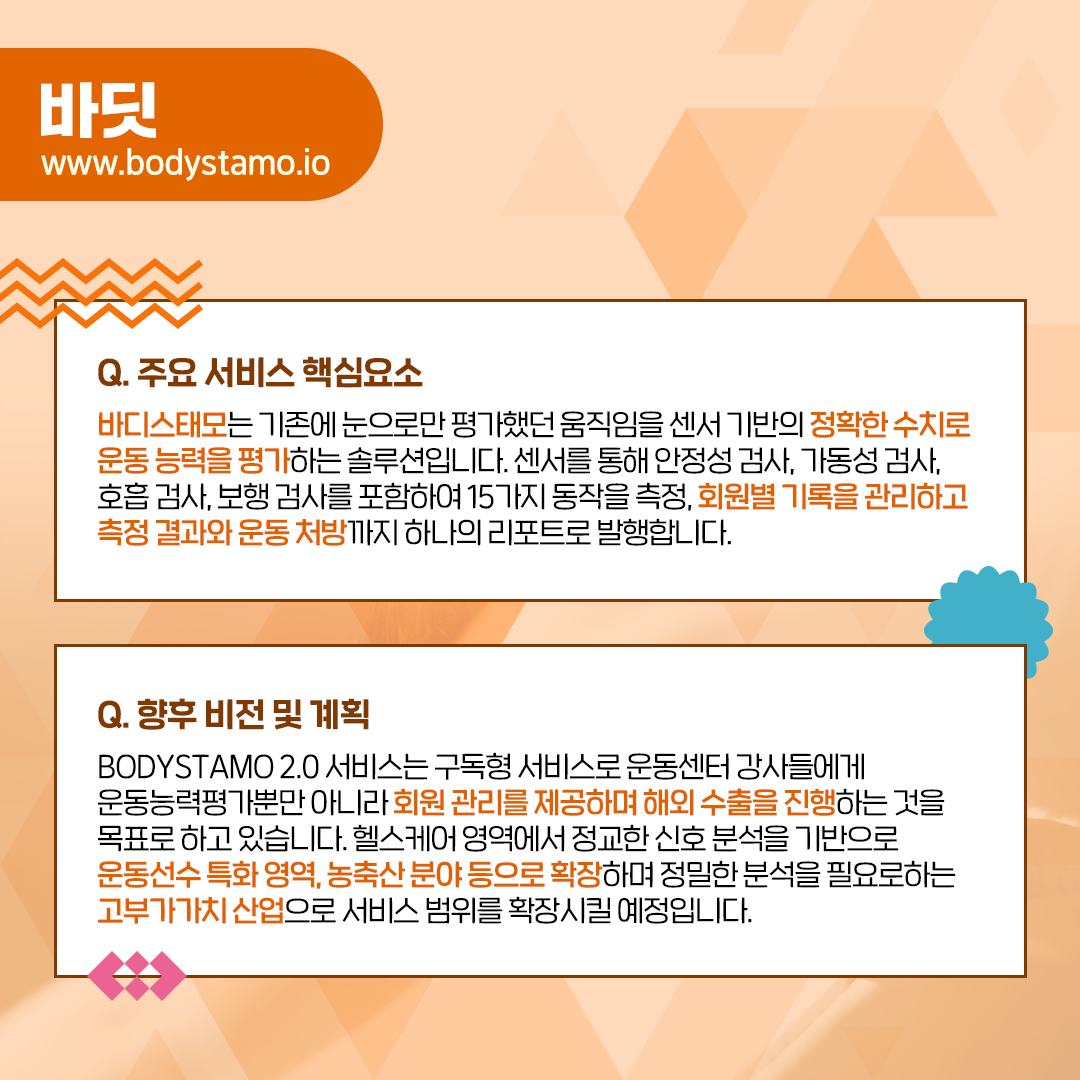 바딧
www.bodystamo.io
Q. 주요 서비스 핵심요소
바디스태모는 기존에 눈으로만 평가했던 움직임을 센서 기반의 정확한 수치로
운동 능력을 평가하는 솔루션입니다. 센서를 통해 안정성 검사, 가동성 검사,
호흡 검사, 보행 검사를 포함하여 15가지 동작을 측정, 회원별 기록을 관리하고
측정 결과와 운동 처방까지 하나의 리포트로 발행합니다.
Q. 향후 비전 및 계획
BODYSTAMO 2.0 서비스는 구독형 서비스로 운동센터 강사들에게
운동능력평가뿐만 아니라 회원 관리를 제공하며 해외 수출을 진행하는 것을
목표로 하고 있습니다. 헬스케어 영역에서 정교한 신호 분석을 기반으로
운동선수 특화 영역, 농축산 분야 등으로 확장하며 정밀한 분석을 필요로하는
고부가가치 산업으로 서비스 범위를 확장시킬 예정입니다.